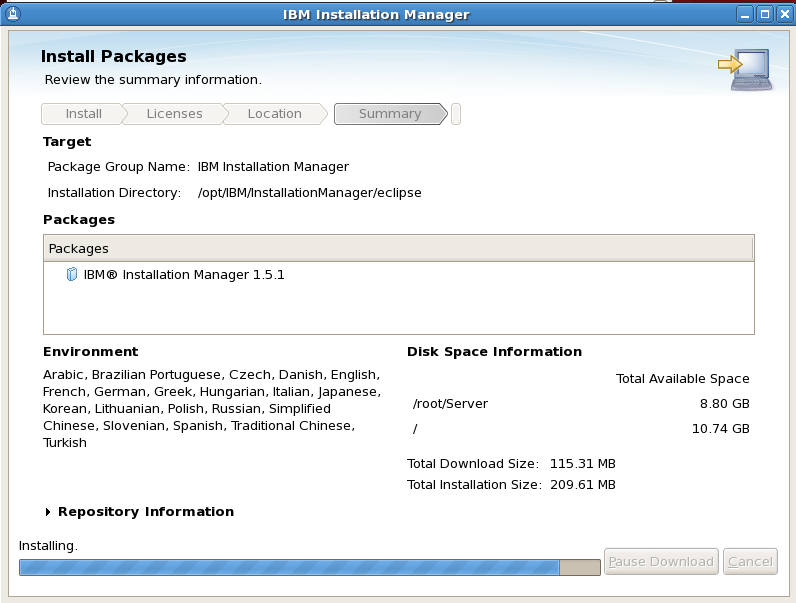 IBM Installation Manager
Install Packages
Review the summary information.
Install
Licenses
Location
Summary
Target
Package Group Name: IBM Installation Manager
Installation Directory: /opt/IBM/InstallationManager/eclipse
Packages
Packages
IBM® Installation Manager 1.5.1
Environment
Arabic, Brazilian Portuguese, Czech, Danish, English,
French, German, Greek, Hungarian, Italian, Japanese,
Korean, Lithuanian, Polish, Russian, Simplified
Chinese, Slovenian, Spanish, Traditional Chinese,
Turkish
Disk Space Information
Total Available Space
/root/Server 8.80 GB
/ 10.74 GB
Total Download Size: 115.31 MB
Total Installation Size: 209.61 MB
Repository Information
Installing.
Pause Download
Cancel